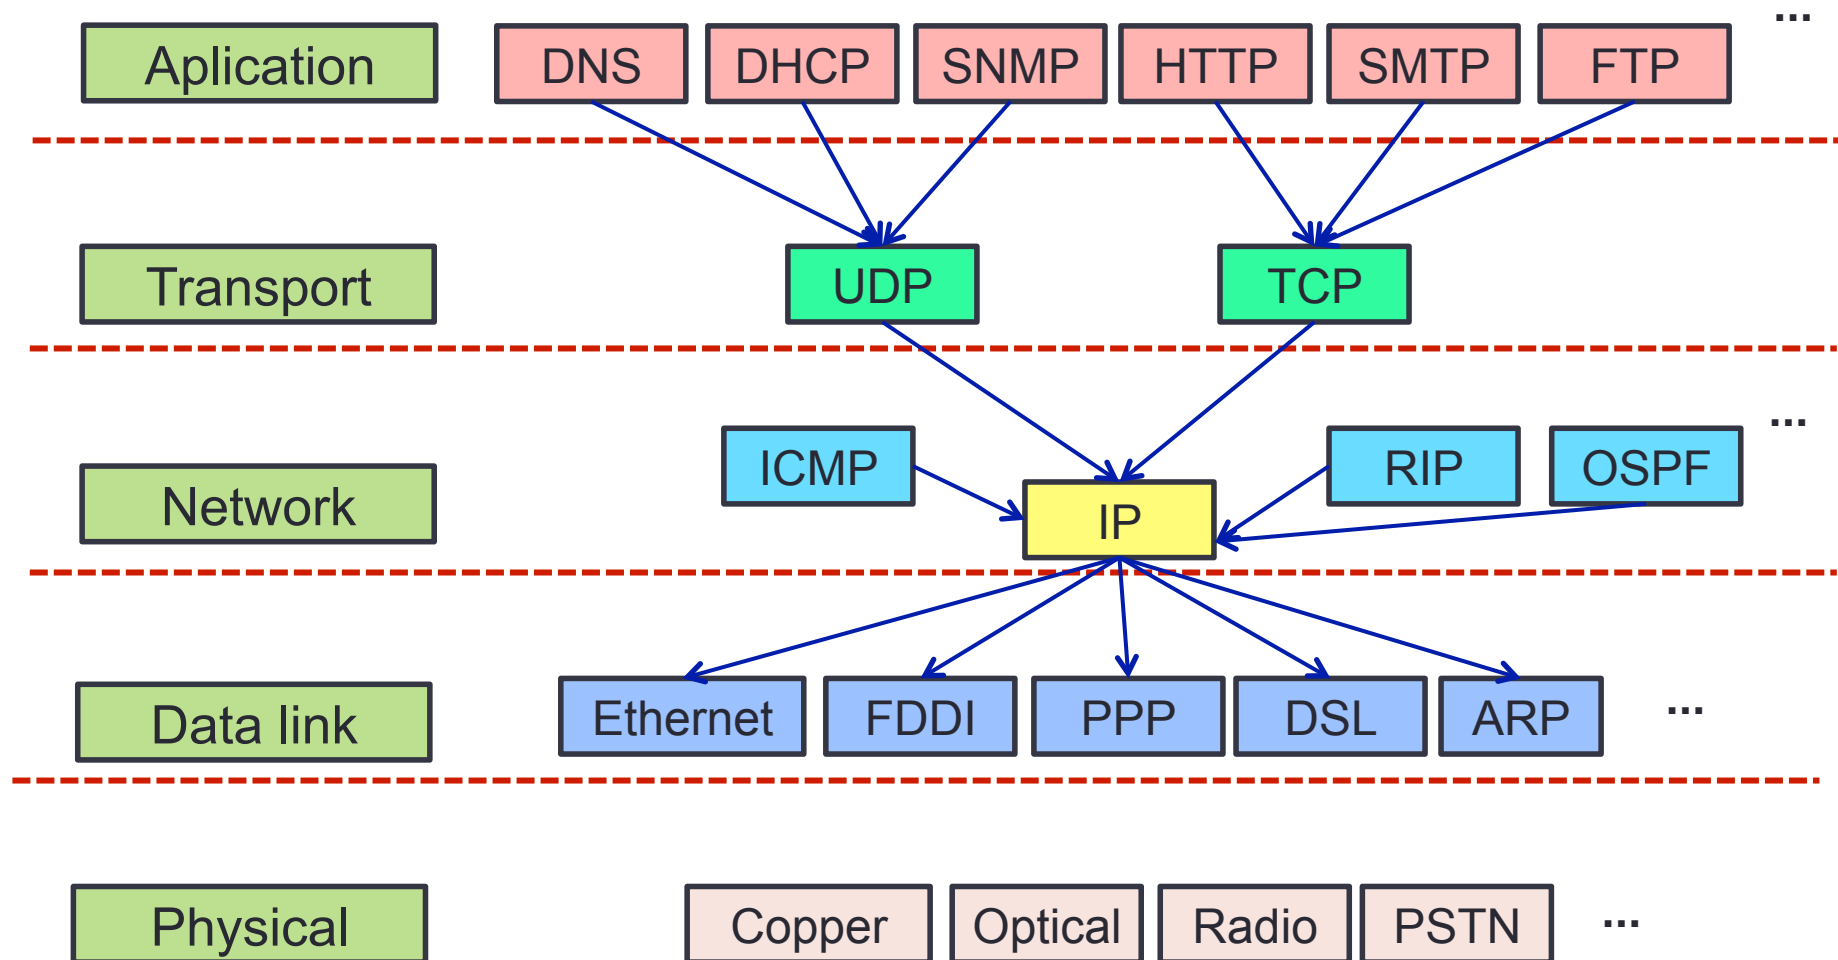 ...
Aplication DNS DHCP SNMP HTTP SMTP FTP
Transport UDP TCP
...
ICMP RIP OSPF
Network IP
Data link Ethernet FDDI PPP DSL ARP ...
Physical Copper Optical Radio PSTN ...